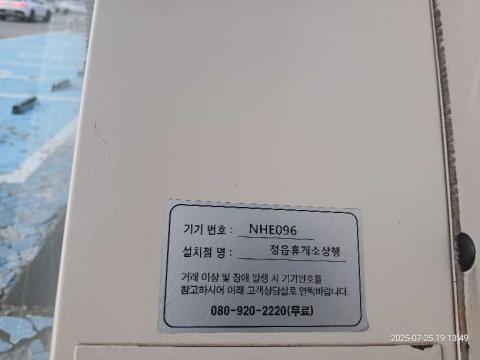 기기 번호 : NHE096
설치점 명 : 정읍휴게소상행
거래 이상 및 장애 발생 시 기기번호를
참고하시어 아래 고객상담실로 연락바랍니다.
080-920-2220(무료)
2025-07-25 19:13:49